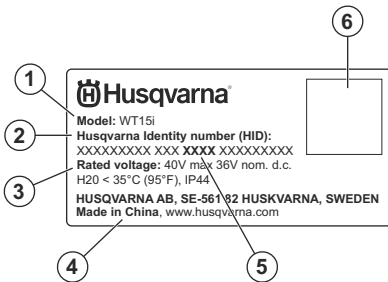 6
1
Husqvarna
2
Model: WT15i
Husqvarna Identity number (HID):
XXXXXXXXX XXX XXXX XXXXXXXXX
3
Rated voltage: 40V max 36V nom. d.c.
H20 < 35°C (95°F), IP44
HUSQVARNA AB, SE-561 82 HUSKVARNA, SWEDEN
Made in China, www.husqvarna.com
4
5